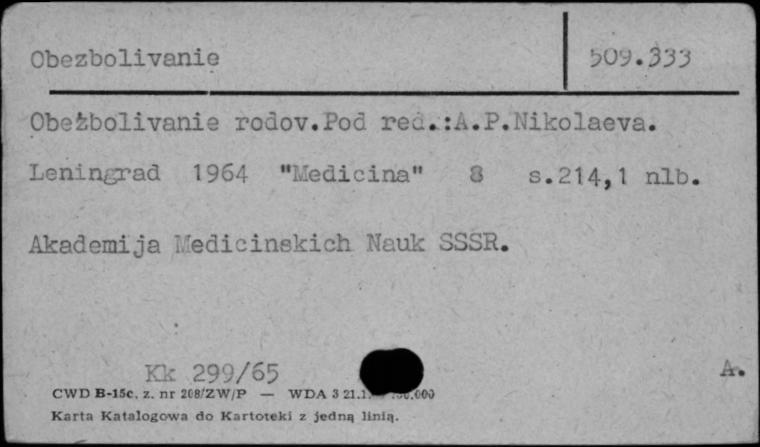 Obezbolivanie 509.333
Obezbolivanie rodov.Pod red.:A.P.Nikolaeva.
Leningrad 1964 "Medicina" 8 s.214,1 nlb.
Akademija Medicinskich Nauk SSSR.
Kk 299/65 A.
CWD B-15c. z. nr 208/ZW/P — WDA 3 21.1
Karta Katalogowa do Kartoteki z jedną linią.